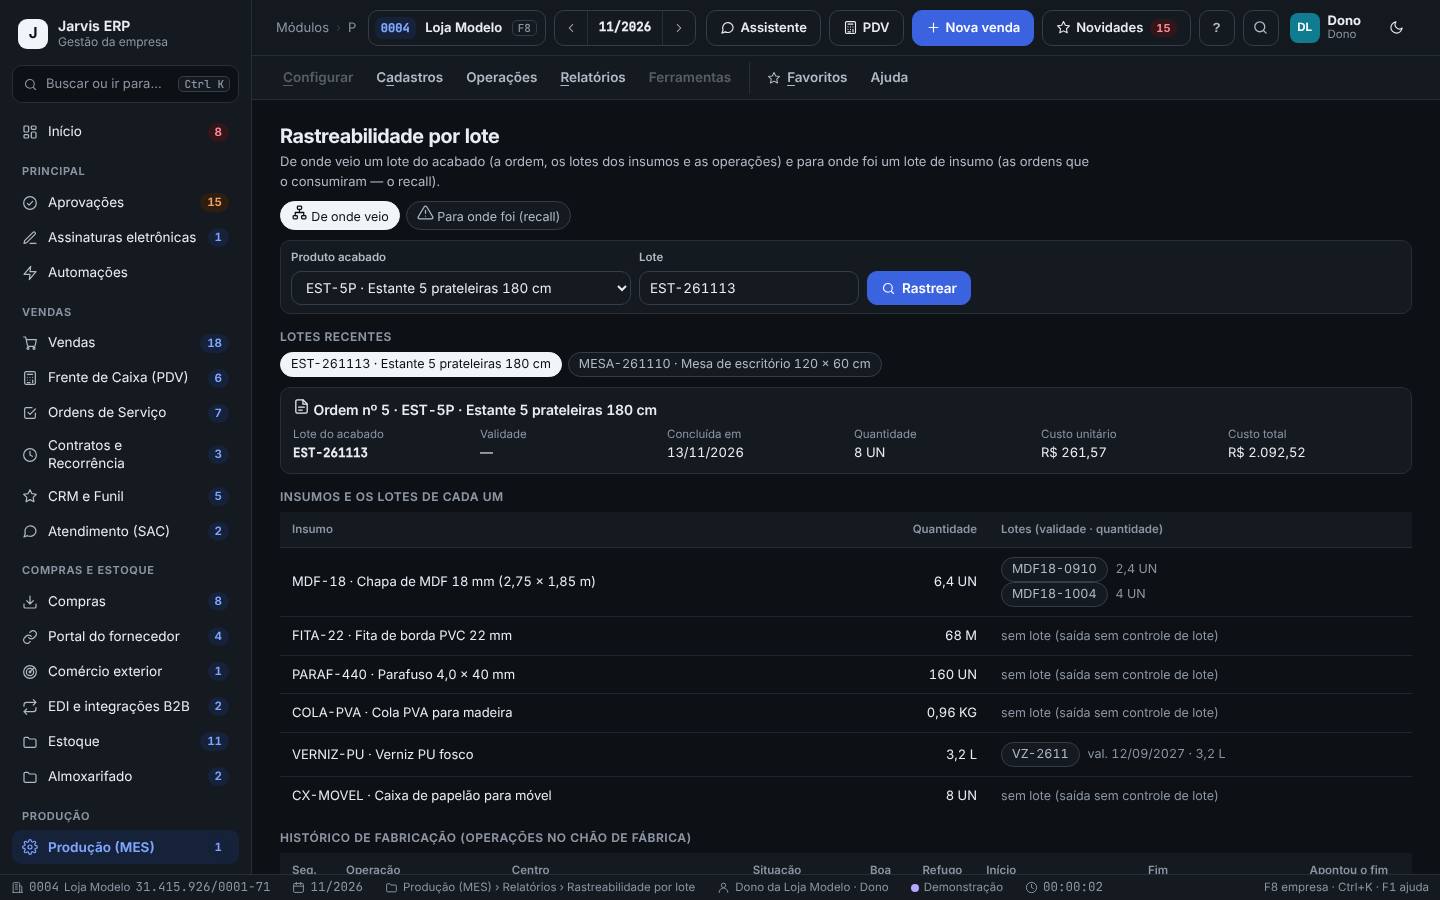 J
Jarvis ERP
Gestão da empresa
Buscar ou ir para... Ctrl K
Início 8
PRINCIPAL
Aprovações 15
Assinaturas eletrônicas 1
Automações
VENDAS
Vendas 18
Frente de Caixa (PDV) 6
Ordens de Serviço 7
Contratos e
Recorrência 3
CRM e Funil 5
Atendimento (SAC) 2
COMPRAS E ESTOQUE
Compras 8
Portal do fornecedor 4
Comércio exterior 1
EDI e integrações B2B 2
Estoque 11
Almoxarifado 2
PRODUÇÃO
Produção (MES) 1
Módulos › P 0004 Loja Modelo F8 ‹ 11/2026 › Assistente PDV + Nova venda Novidades 15 ? DL Dono
Dono
Configurar Cadastros Operações Relatórios Ferramentas Favoritos Ajuda
Rastreabilidade por lote
De onde veio um lote do acabado (a ordem, os lotes dos insumos e as operações) e para onde foi um lote de insumo (as ordens que
o consumiram — o recall).
De onde veio Para onde foi (recall)
Produto acabado Lote
EST-5P · Estante 5 prateleiras 180 cm EST-261113 Rastrear
LOTES RECENTES
EST-261113 · Estante 5 prateleiras 180 cm MESA-261110 · Mesa de escritório 120 × 60 cm
Ordem nº 5 · EST-5P · Estante 5 prateleiras 180 cm
Lote do acabado Validade Concluída em Quantidade Custo unitário Custo total
EST-261113 — 13/11/2026 8 UN R$ 261,57 R$ 2.092,52
INSUMOS E OS LOTES DE CADA UM
Insumo Quantidade Lotes (validade · quantidade)
MDF-18 · Chapa de MDF 18 mm (2,75 × 1,85 m) 6,4 UN MDF18-0910 2,4 UN
MDF18-1004 4 UN
FITA-22 · Fita de borda PVC 22 mm 68 M sem lote (saída sem controle de lote)
PARAF-440 · Parafuso 4,0 × 40 mm 160 UN sem lote (saída sem controle de lote)
COLA-PVA · Cola PVA para madeira 0,96 KG sem lote (saída sem controle de lote)
VERNIZ-PU · Verniz PU fosco 3,2 L VZ-2611 val. 12/09/2027 · 3,2 L
CX-MOVEL · Caixa de papelão para móvel 8 UN sem lote (saída sem controle de lote)
HISTÓRICO DE FABRICAÇÃO (OPERAÇÕES NO CHÃO DE FÁBRICA)
Seq. Operação Centro Situação Boa Refugo Início Fim Apontou o fim
0004 Loja Modelo 31.415.926/0001-71 11/2026 Produção (MES) › Relatórios › Rastreabilidade por lote Dono da Loja Modelo · Dono Demonstração 00:00:02 F8 empresa · Ctrl+K · F1 ajuda